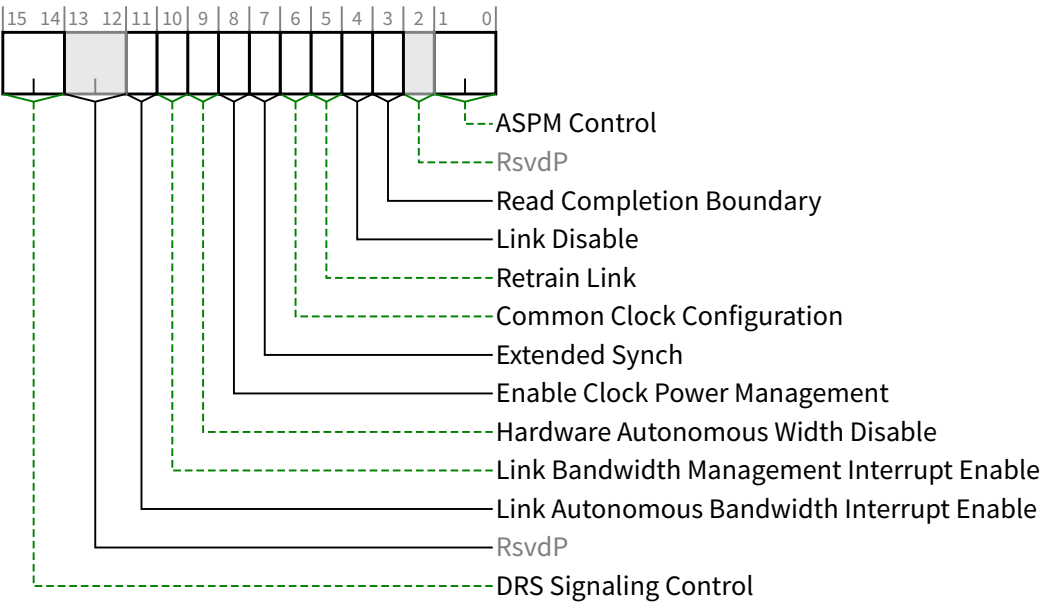 15 14 13 12 11 10 9 8 7 6 5 4 3 2 1 0
ASPM Control
RsvdP
Read Completion Boundary
Link Disable
Retrain Link
Common Clock Configuration
Extended Synch
Enable Clock Power Management
Hardware Autonomous Width Disable
Link Bandwidth Management Interrupt Enable
Link Autonomous Bandwidth Interrupt Enable
RsvdP
DRS Signaling Control